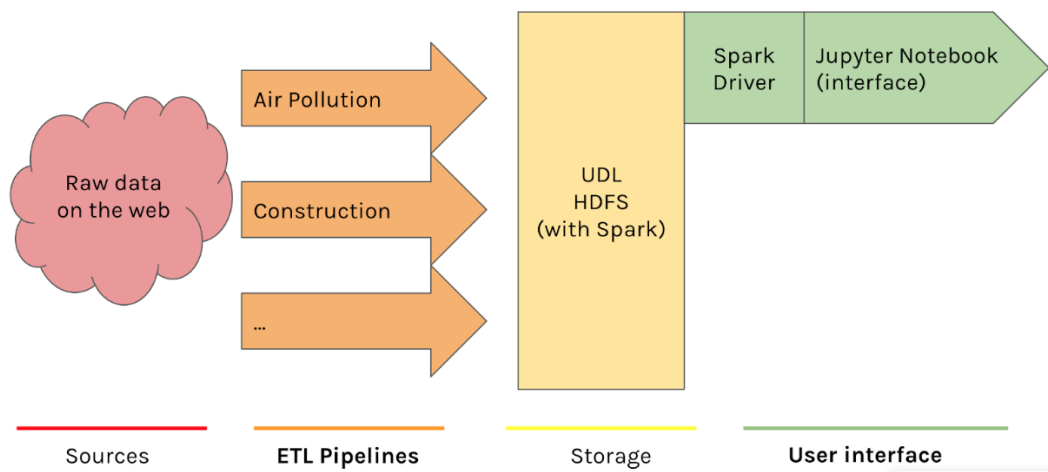 Raw data
on the web
Air Pollution
Construction
...
UDL
HDFS
(with Spark)
Spark
Driver
Jupyter Notebook
(interface)
Sources
ETL Pipelines
Storage
User interface